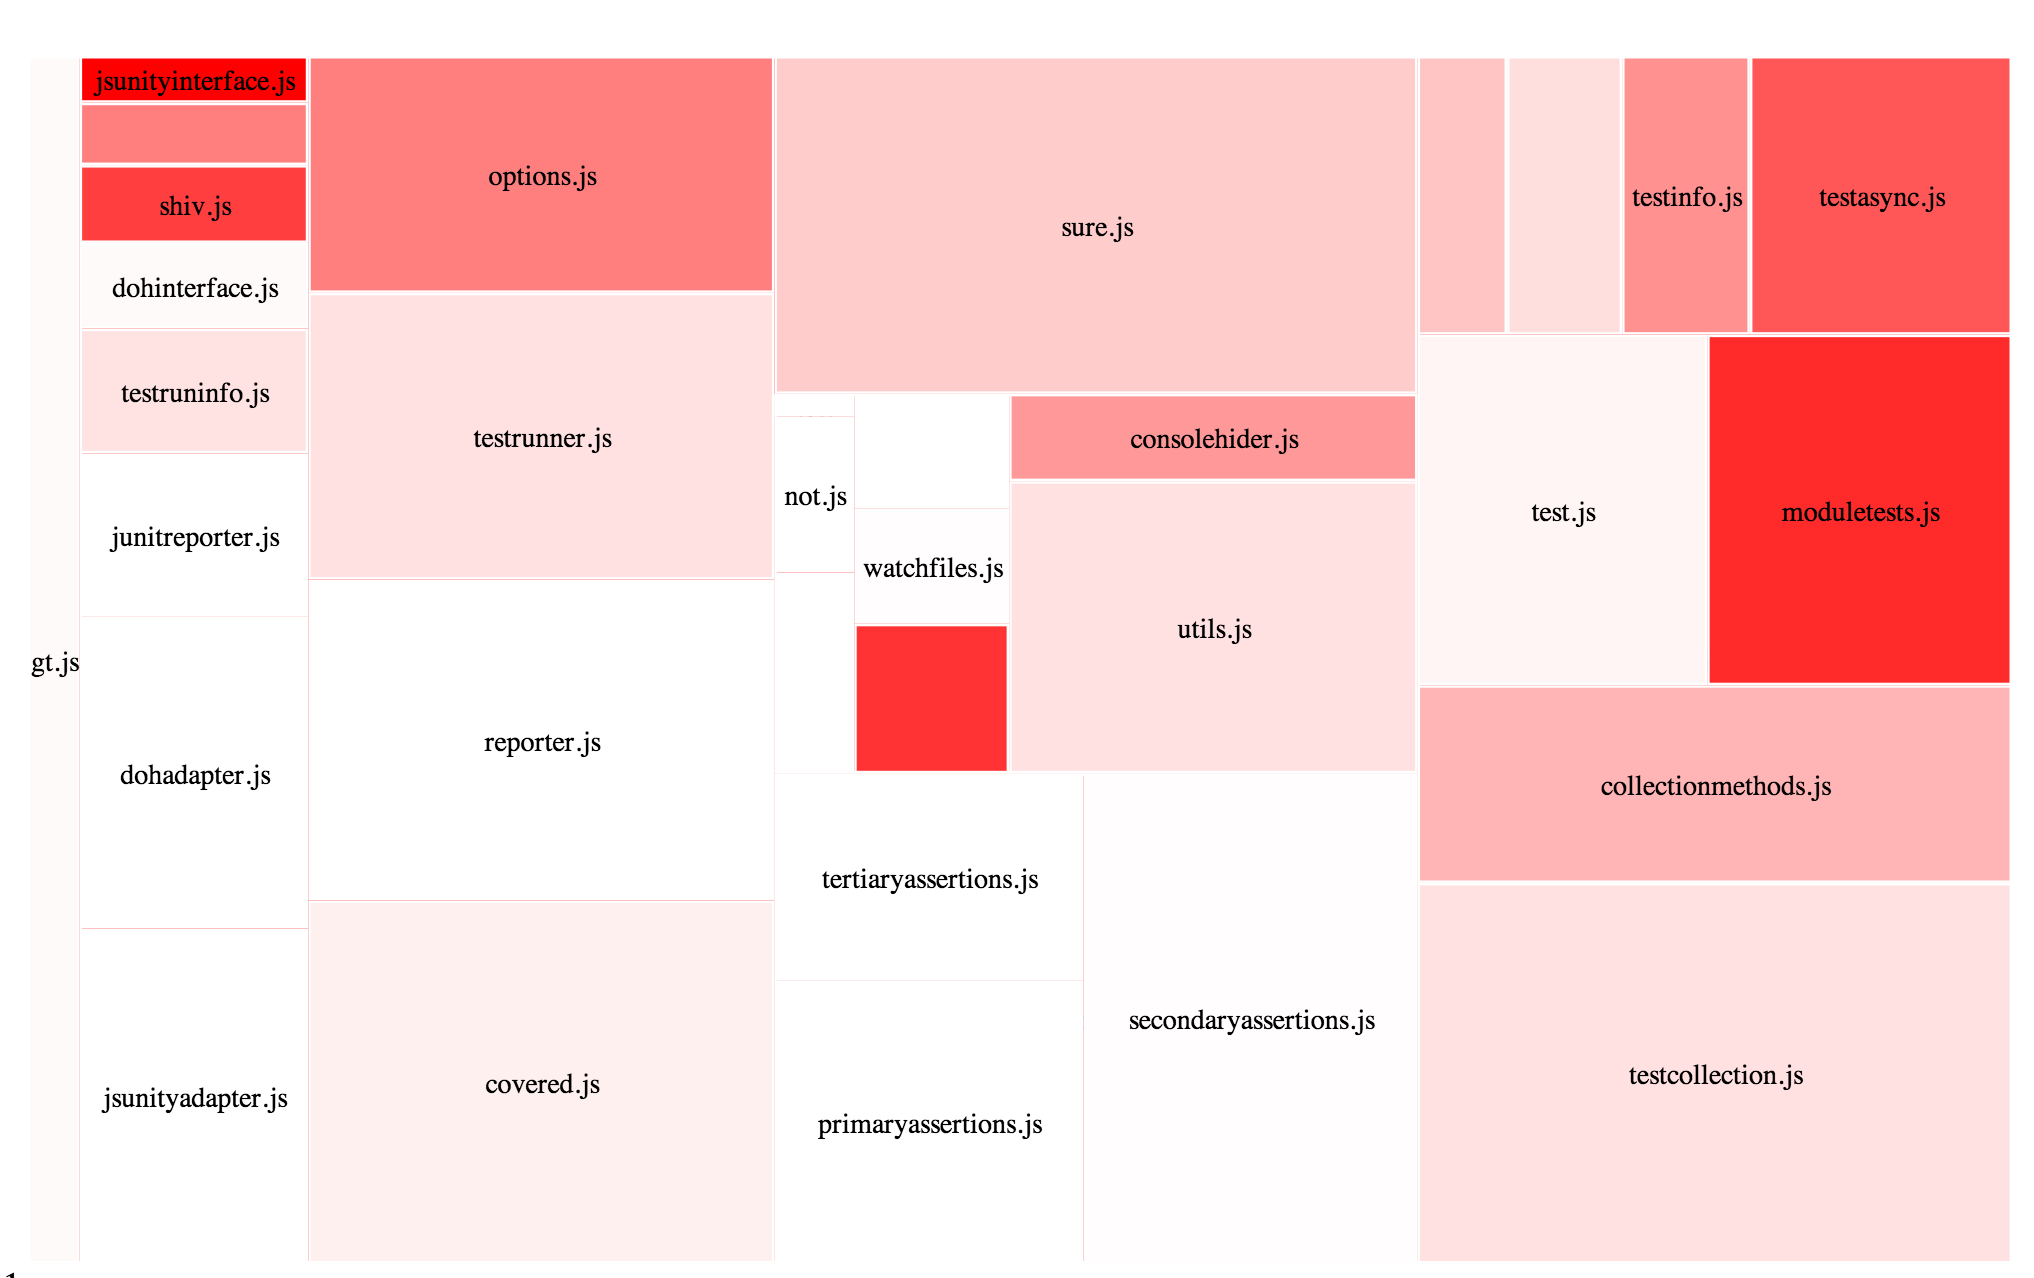 gt.js
jsunityinterface.js
shiv.js
dohinterface.js
testruninfo.js
junitreporter.js
dohadapter.js
jsunityadapter.js
options.js
testrunner.js
reporter.js
covered.js
sure.js
not.js
watchfiles.js
consolehider.js
utils.js
tertiaryassertions.js
primaryassertions.js
secondaryassertions.js
testinfo.js
testasync.js
test.js
moduletests.js
collectionmethods.js
testcollection.js